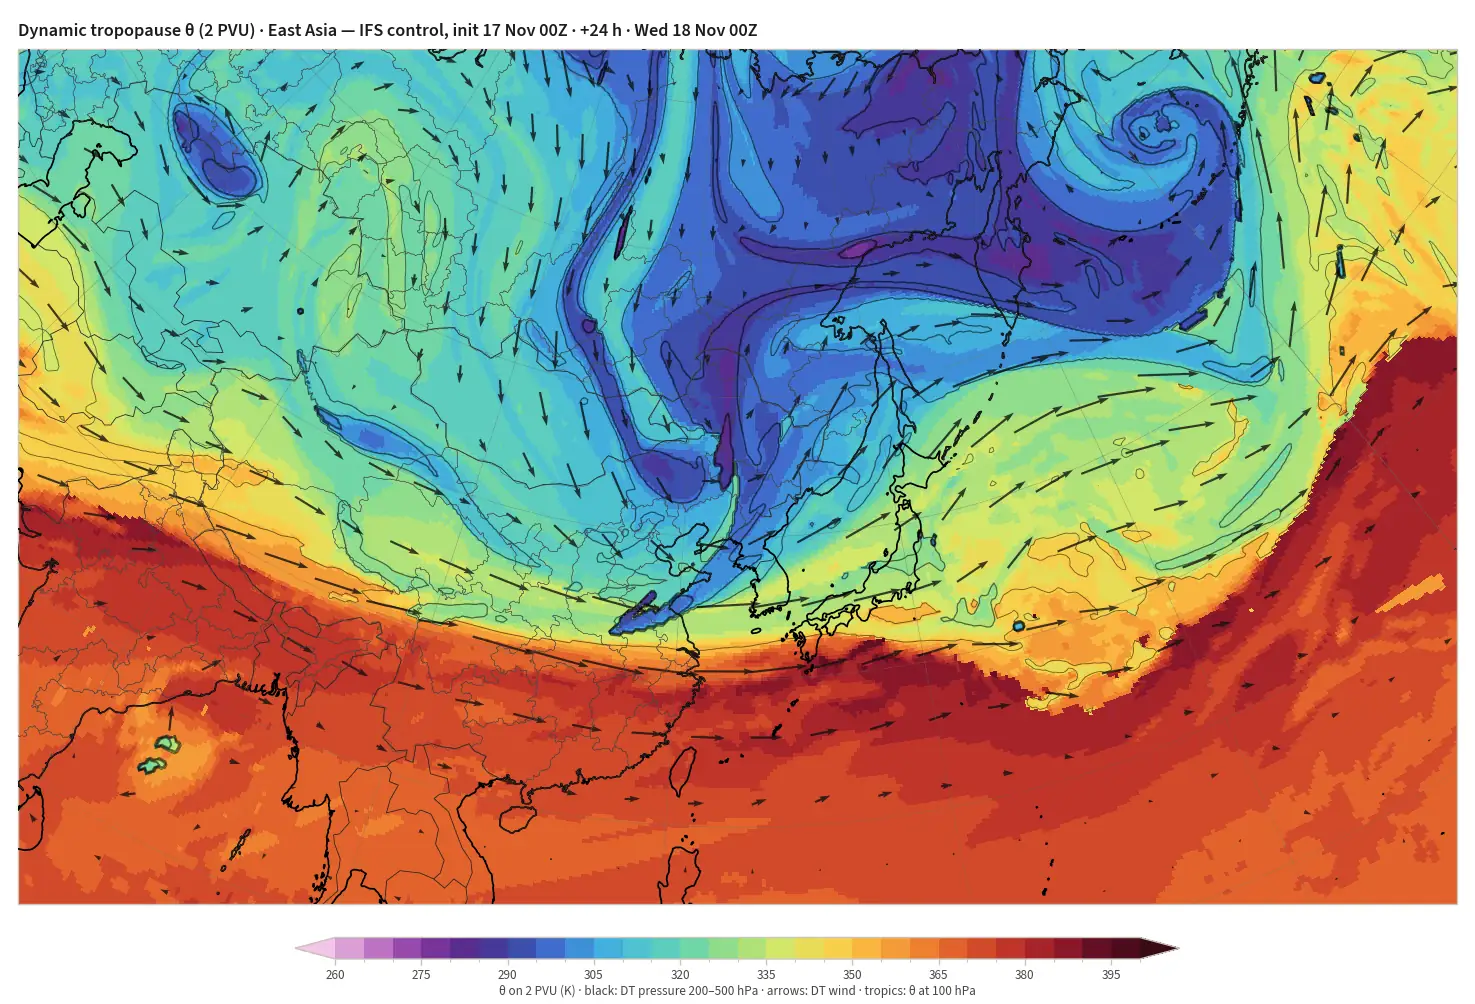 Dynamic tropopause θ (2 PVU) · East Asia — IFS control, init 17 Nov 00Z · +24 h · Wed 18 Nov 00Z
260 275 290 305 320 335 350 365 380 395
θ on 2 PVU (K) · black: DT pressure 200–500 hPa · arrows: DT wind · tropics: θ at 100 hPa